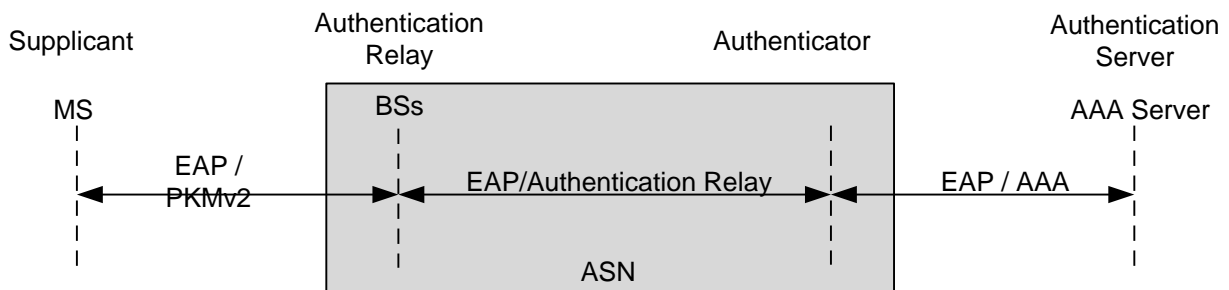 Supplicant
Authentication
Relay
Authenticator
Authentication
Server
MS
BSs
AAA Server
EAP /
PKMv2
EAP/Authentication Relay
EAP / AAA
ASN